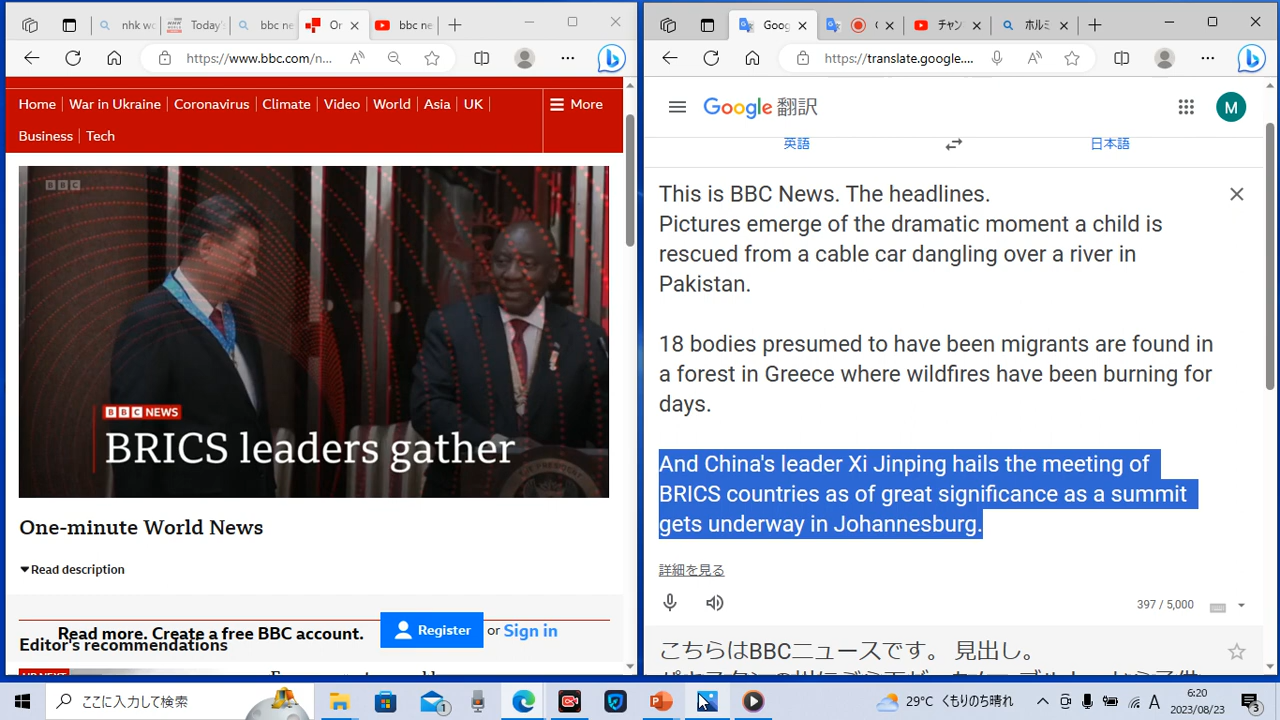 nhk wo
Today's
bbc ne
Or
bbc ne
https://www.bbc.com/n...
Home
War in Ukraine
Coronavirus
Climate
Video
World
Asia
UK
More
Business
Tech
BBC
BBC NEWS
BRICS leaders gather
One-minute World News
Read description
Read more. Create a free BBC account.
Register
or Sign in
Editor's recommendations
Goog
チャン
ホルミ
https://translate.google....
Google 翻訳
M
英語
日本語
This is BBC News. The headlines.
Pictures emerge of the dramatic moment a child is
rescued from a cable car dangling over a river in
Pakistan.
18 bodies presumed to have been migrants are found in
a forest in Greece where wildfires have been burning for
days.
And China's leader Xi Jinping hails the meeting of
BRICS countries as of great significance as a summit
gets underway in Johannesburg.
詳細を見る
397 / 5,000
こちらはBBCニュースです。 見出し。
ここに入力して検索
1
29°C くもりのち晴れ
A
6:20
2023/08/23
3